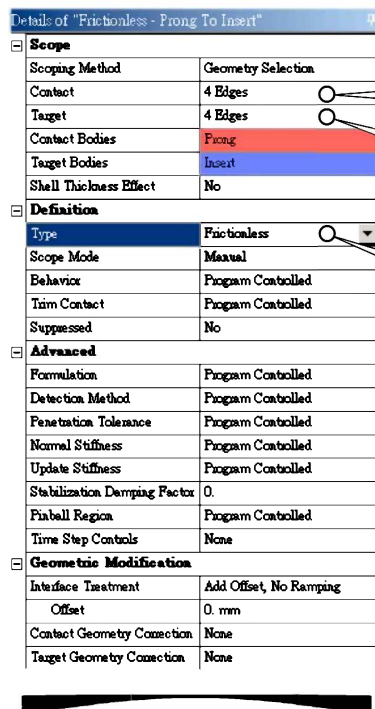 Details of "Frictionless - Prong To Insert"
Scope
Scoping Method Geometry Selection
Contact 4 Edges
Target 4 Edges
Contact Bodies Prong
Target Bodies Insert
Shell Thickness Effect No
Definition
Type Frictionless
Scope Mode Manual
Behavior Program Controlled
Trim Contact Program Controlled
Suppressed No
Advanced
Formulation Program Controlled
Detection Method Program Controlled
Penetration Tolerance Program Controlled
Normal Stiffness Program Controlled
Update Stiffness Program Controlled
Stabilization Damping Factor 0.
Pinball Region Program Controlled
Time Step Controls None
Geometric Modification
Interface Treatment Add Offset, No Ramping
Offset 0. mm
Contact Geometry Correction None
Target Geometry Correction None